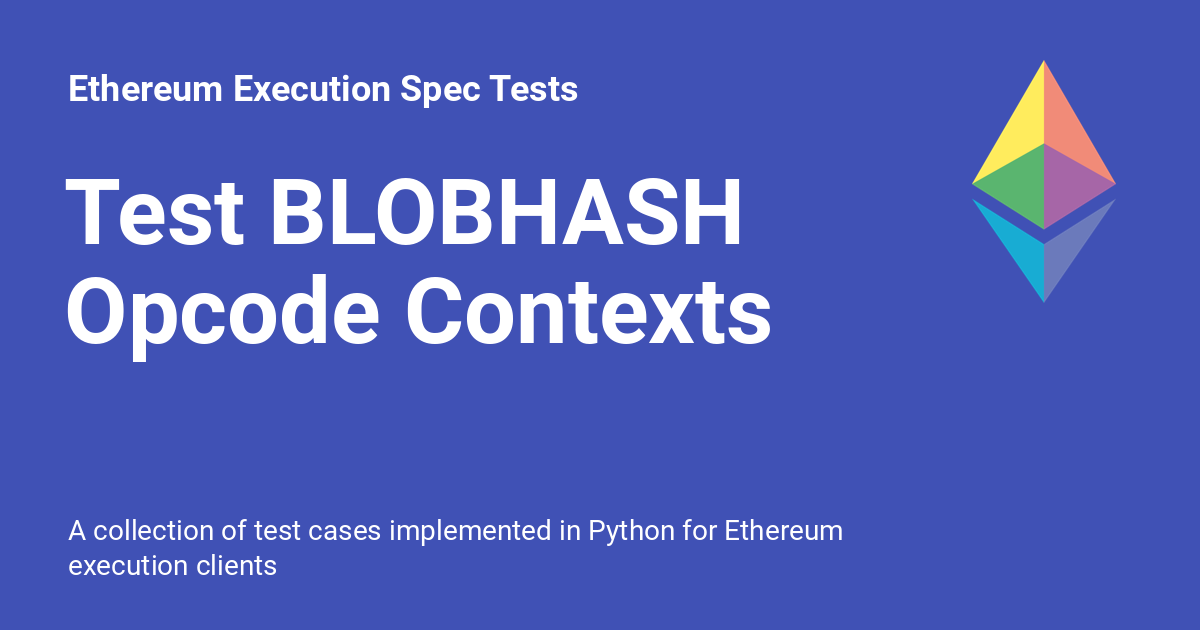 Ethereum Execution Spec Tests
Test BLOBHASH
Opcode Contexts
A collection of test cases implemented in Python for Ethereum
execution clients